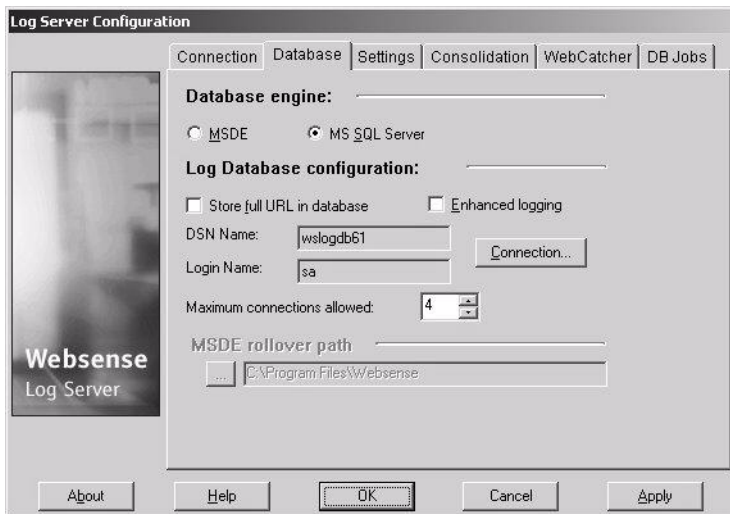 Log Server Configuration
Connection Database Settings Consolidation WebCatcher DB Jobs
Database engine:
MSDE MS SQL Server
Log Database configuration:
Store full URL in database Enhanced logging
DSN Name: wslogdb61
Connection...
Login Name: sa
Maximum connections allowed: 4
MSDE rollover path
... C:\Program Files\Websense
Websense
Log Server
About Help OK Cancel Apply